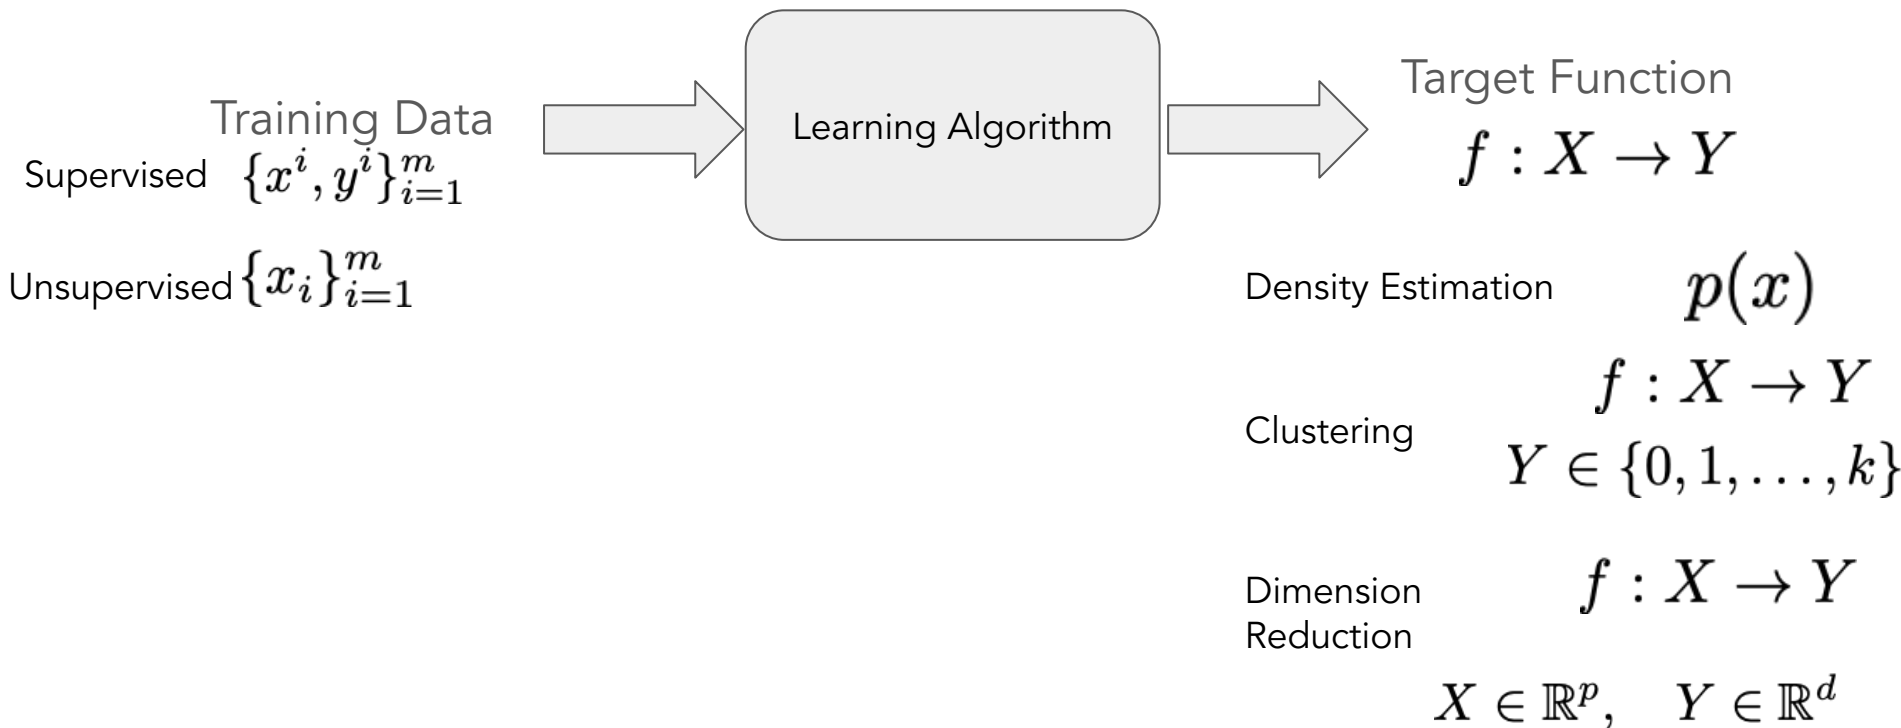 Training Data
Supervised {x^i, y^i}_{i=1}^m
Unsupervised {x_i}_{i=1}^m
Learning Algorithm
Target Function
f : X → Y
Density Estimation p(x)
Clustering
f : X → Y
Y ∈ {0, 1, . . . , k}
Dimension
Reduction
f : X → Y
X ∈ ℝ^p, Y ∈ ℝ^d